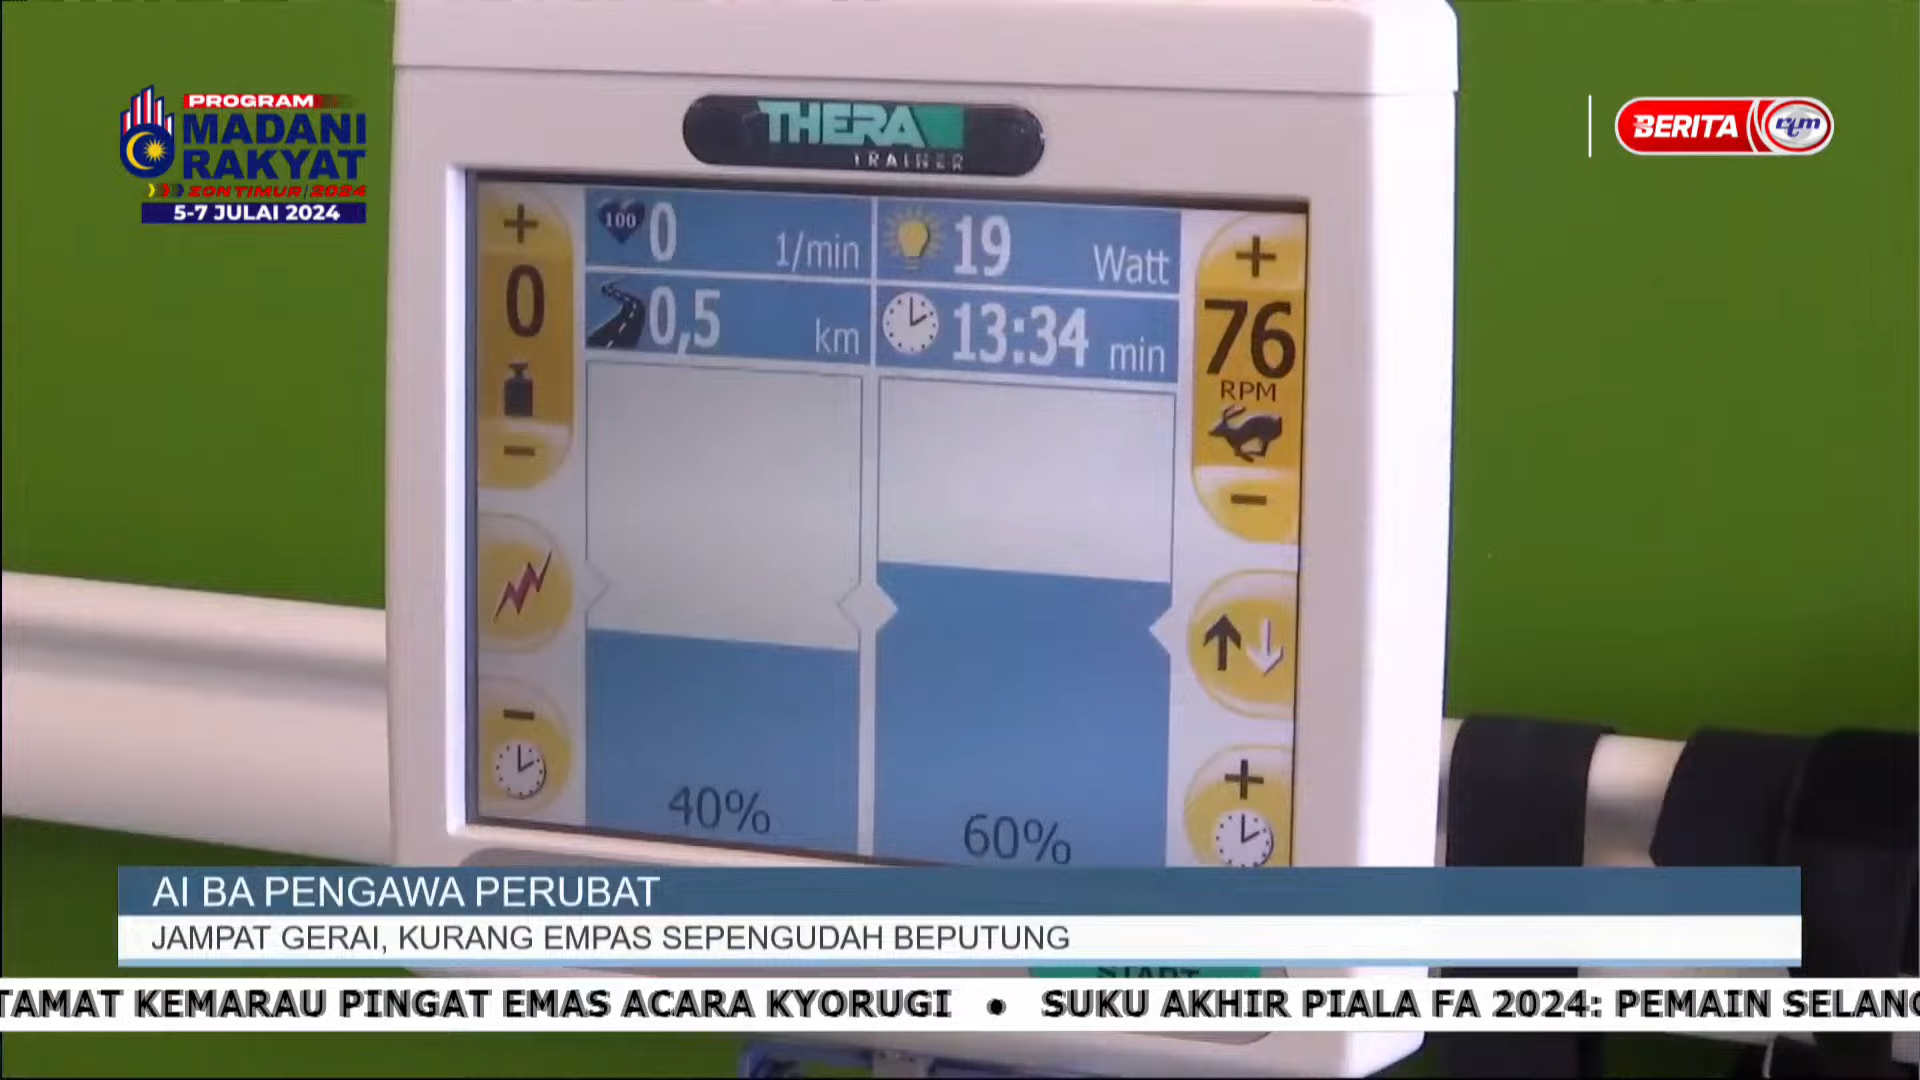 PROGRAM
MADANI
RAKYAT
ZON TIMUR/2024
5-7 JULAI 2024
BERITA rtm
THERA
TRAINER
+
0
-
100 0 1/min
19 Watt
0,5 km
13:34 min
+
76
RPM
-
-
+
40%
60%
AI BA PENGAWA PERUBAT
JAMPAT GERAI, KURANG EMPAS SEPENGUDAH BEPUTUNG
START
TAMAT KEMARAU PINGAT EMAS ACARA KYORUGI • SUKU AKHIR PIALA FA 2024: PEMAIN SELANG